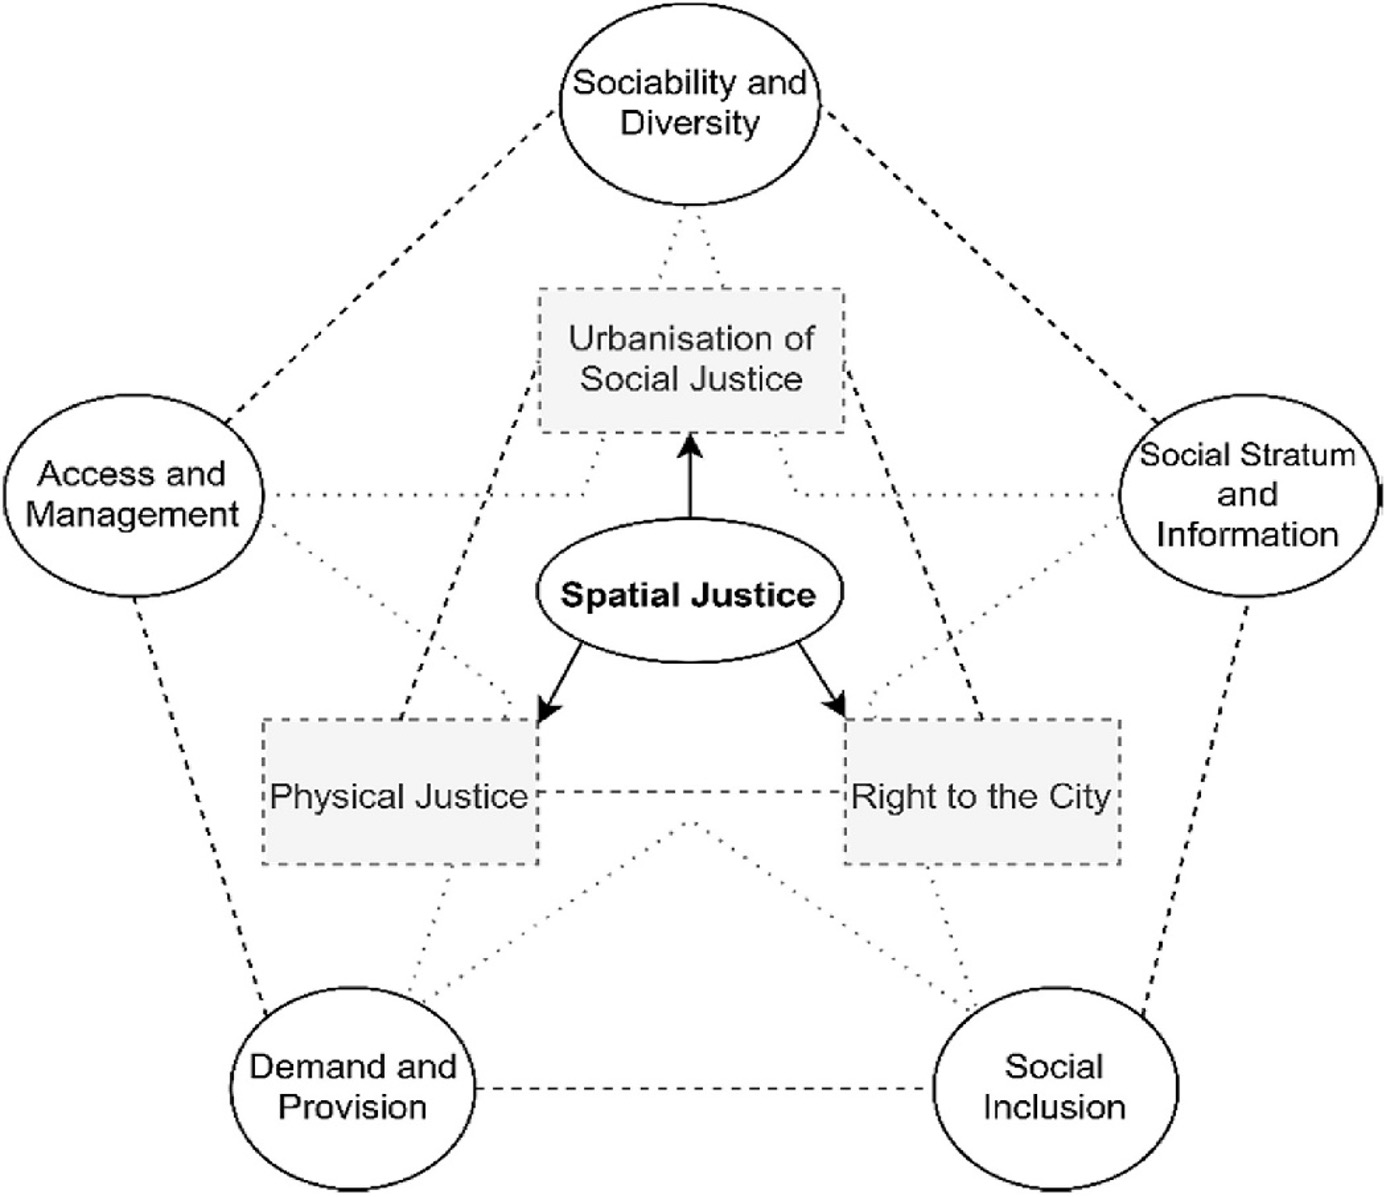 Sociability and
Diversity
Urbanisation of
Social Justice
Access and
Management
Social Stratum
and
Information
Spatial Justice
Physical Justice
Right to the City
Demand and
Provision
Social
Inclusion